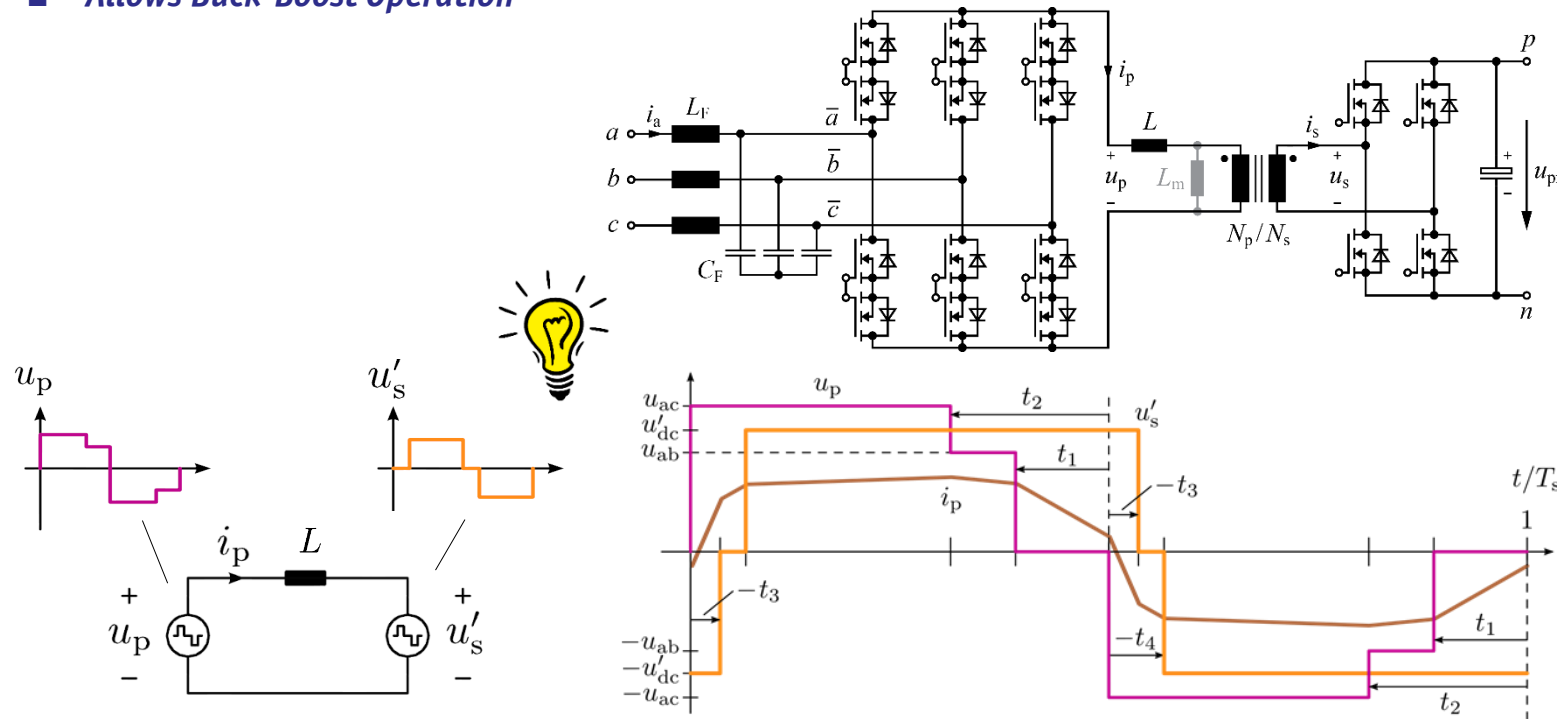 Allows Buck-Boost Operation
p
i_p
L_F
i_a
a̅
a
L
i_s
b̅
b
+
u_p
−
L_m
+
u_s
−
+
−
c̅
c
N_p/N_s
C_F
n
u_p
u′_s
i_p
L
+
u_p
−
+
u′_s
−
u_ac
u_p
t_2
u′_s
u′_dc
u_ab
t_1
−t_3
t/T_s
i_p
1
−t_3
−u_ab
−t_4
t_1
−u′_dc
−u_ac
t_2